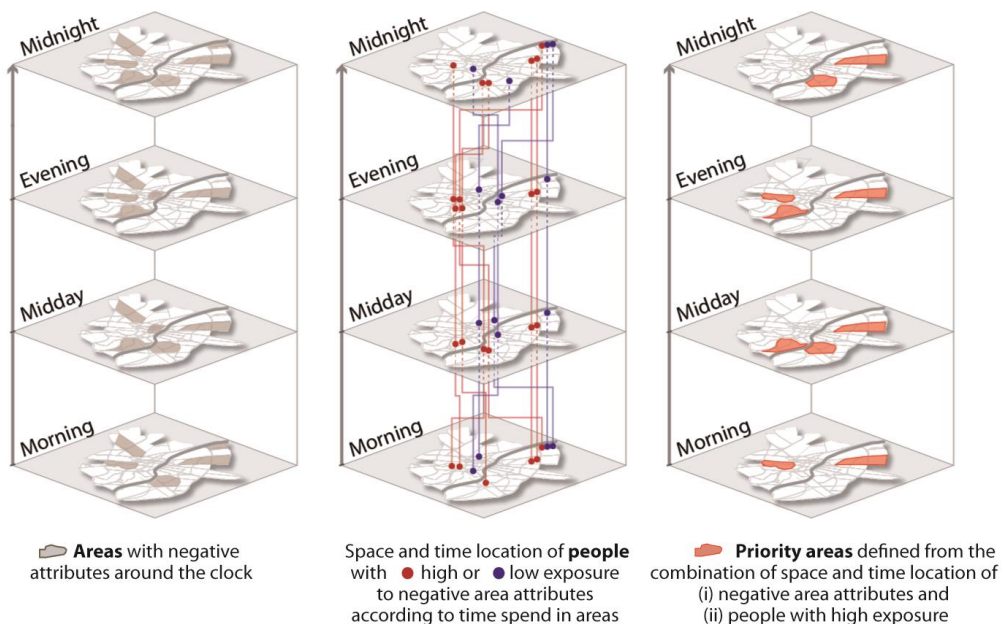 Midnight
Evening
Midday
Morning
Areas with negative
attributes around the clock
Midnight
Evening
Midday
Morning
Space and time location of people
with high or low exposure
to negative area attributes
according to time spend in areas
Midnight
Evening
Midday
Morning
Priority areas defined from the
combination of space and time location of
(i) negative area attributes and
(ii) people with high exposure